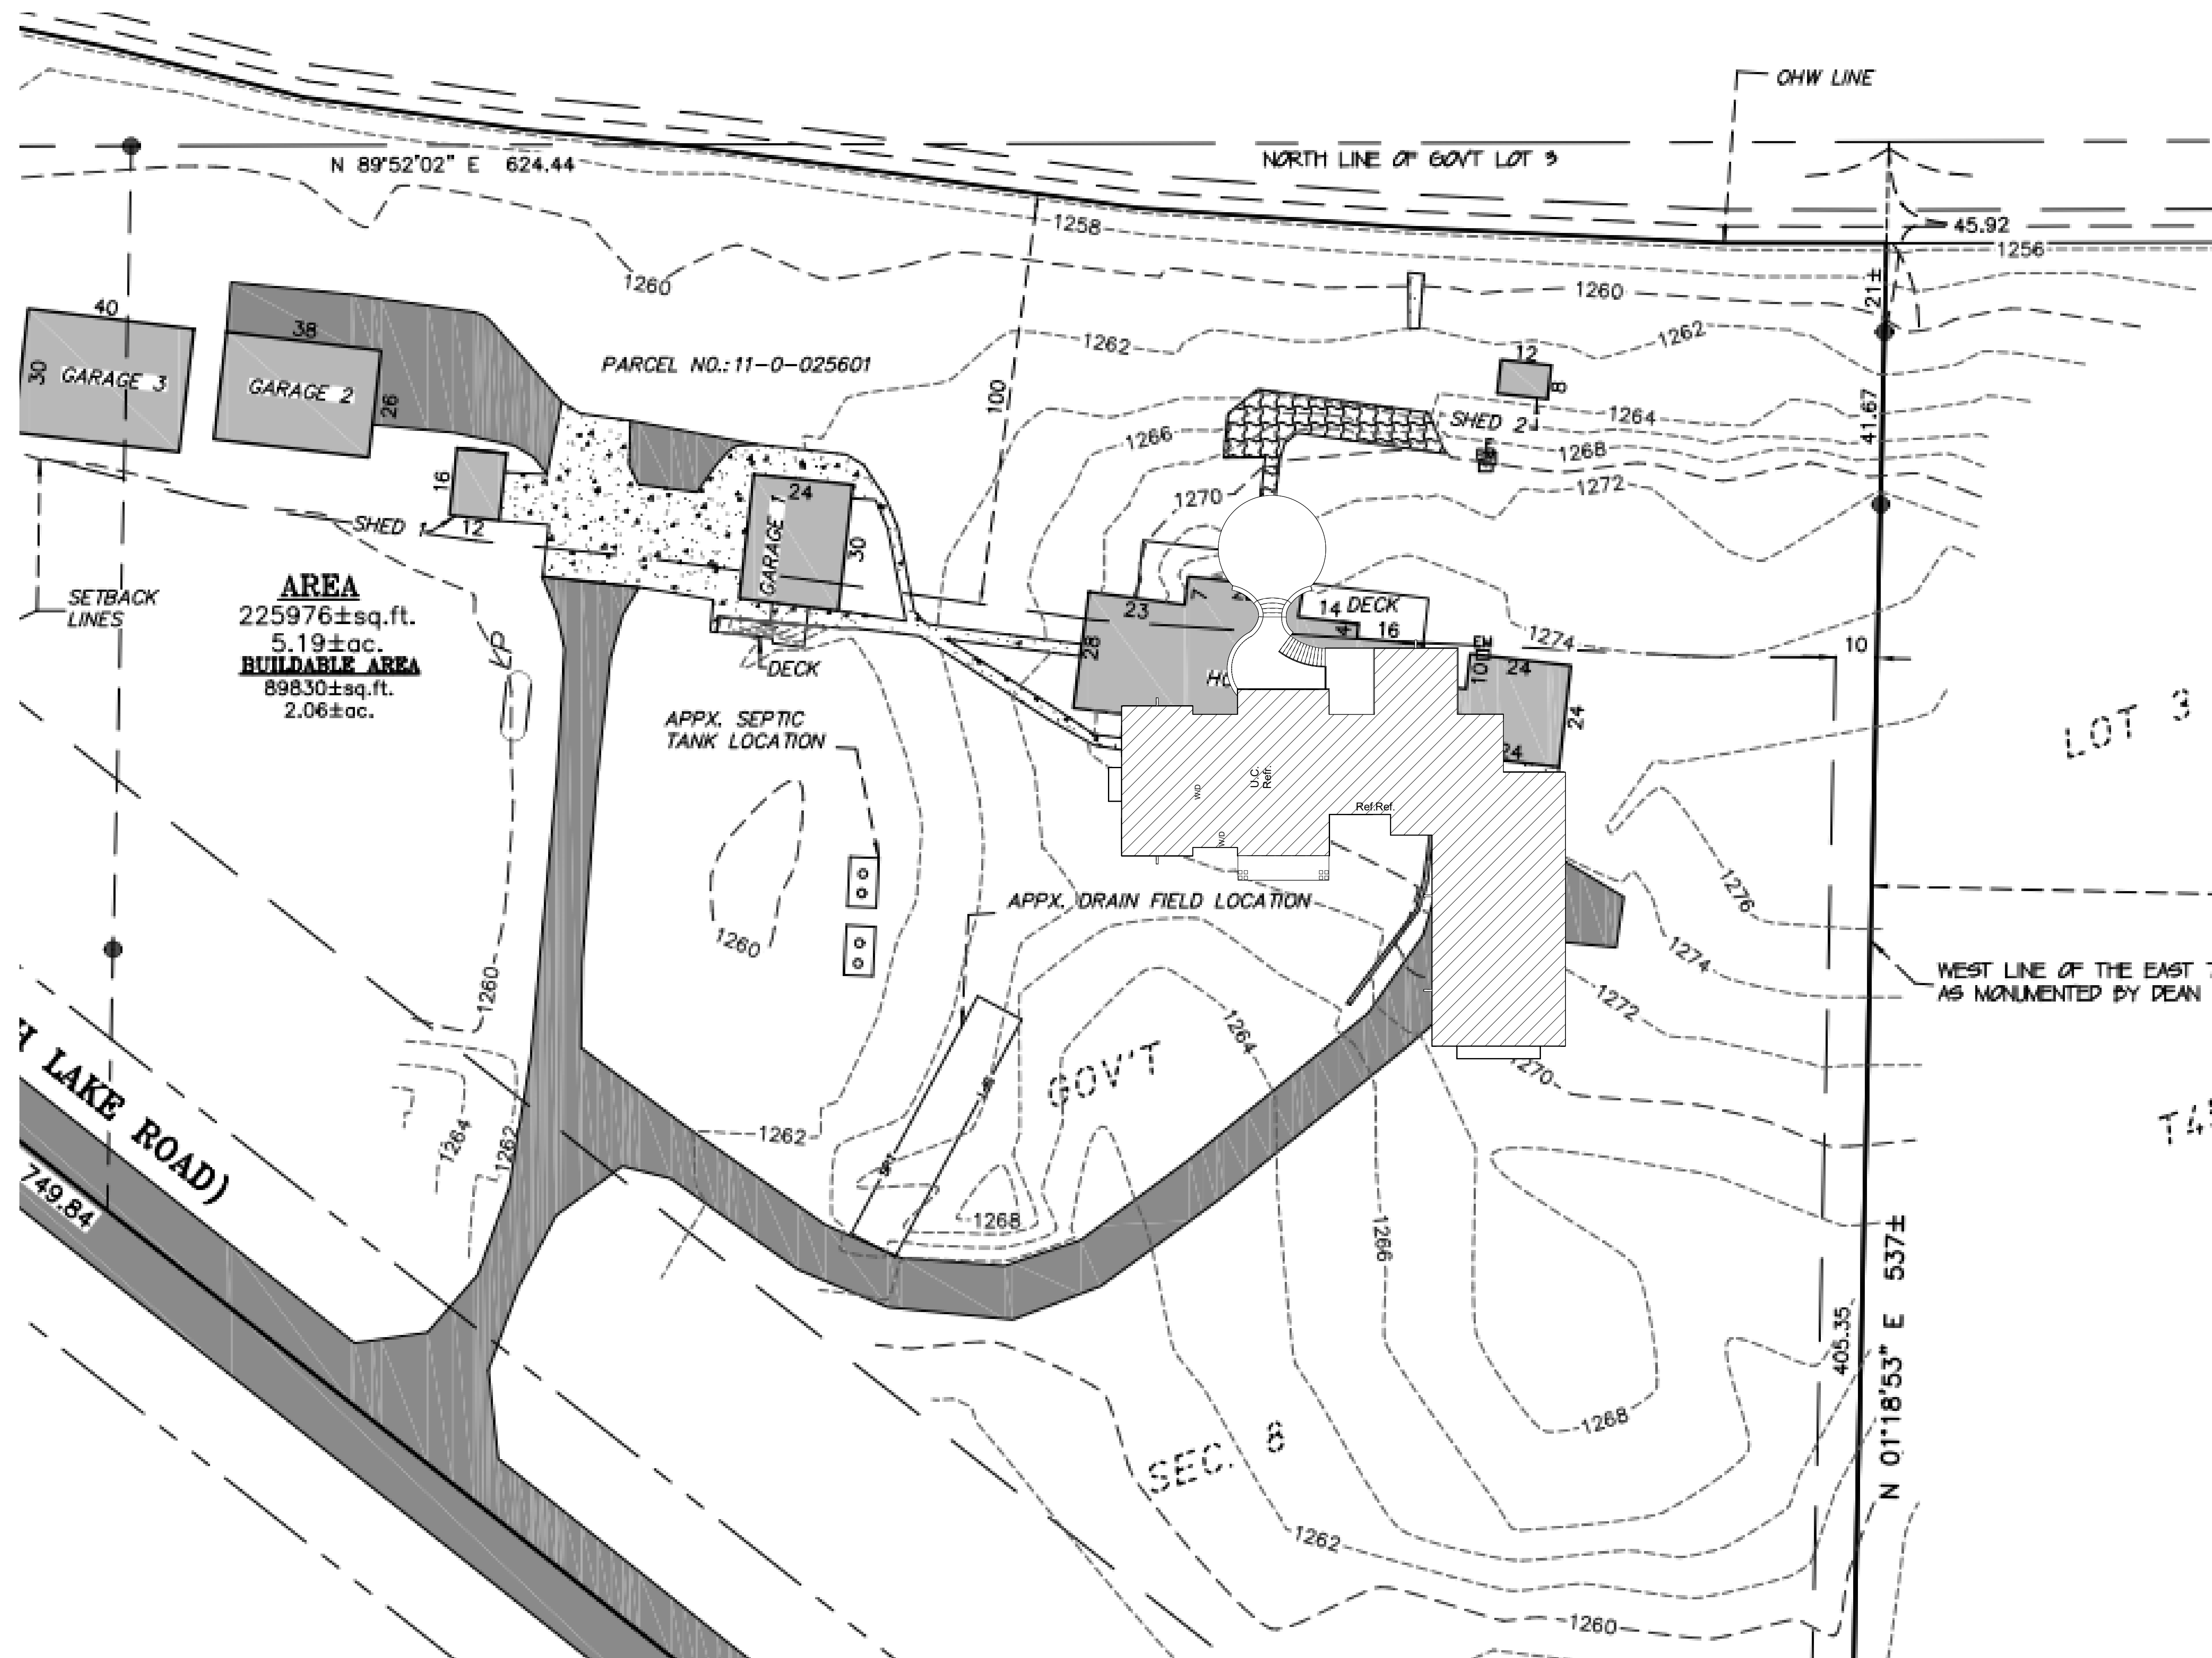 OHW LINE
N 89°52'02" E 624.44
NORTH LINE OF GOVT LOT 3
45.92
1256
1258
1260
1260
21±
1262
1262
40
30
GARAGE 3
38
GARAGE 2
26
PARCEL NO.: 11-0-025601
100
12
8
SHED 2
1264
41.67
1266
1268
1270
1272
16
12
SHED 1
24
GARAGE 1
30
SETBACK
LINES
AREA
225976±sq.ft.
5.19±ac.
BUILDABLE AREA
89830±sq.ft.
2.06±ac.
LP
DECK
23
7
28
14 DECK
4
16
10
24
24
24
1274
10
LOT 3
APPX. SEPTIC
TANK LOCATION
U.C.
Refr.
W/D
W/D
Ref. Ref.
1276
APPX. DRAIN FIELD LOCATION
1260
1260
1274
1272
1270
WEST LINE OF THE EAST
AS MONUMENTED BY DEAN
LAKE ROAD)
749.84
1264
1262
1262
GOV'T
1264
1268
1266
N 01°18'53" E 537±
405.35
1268
SEC. 8
1262
1260